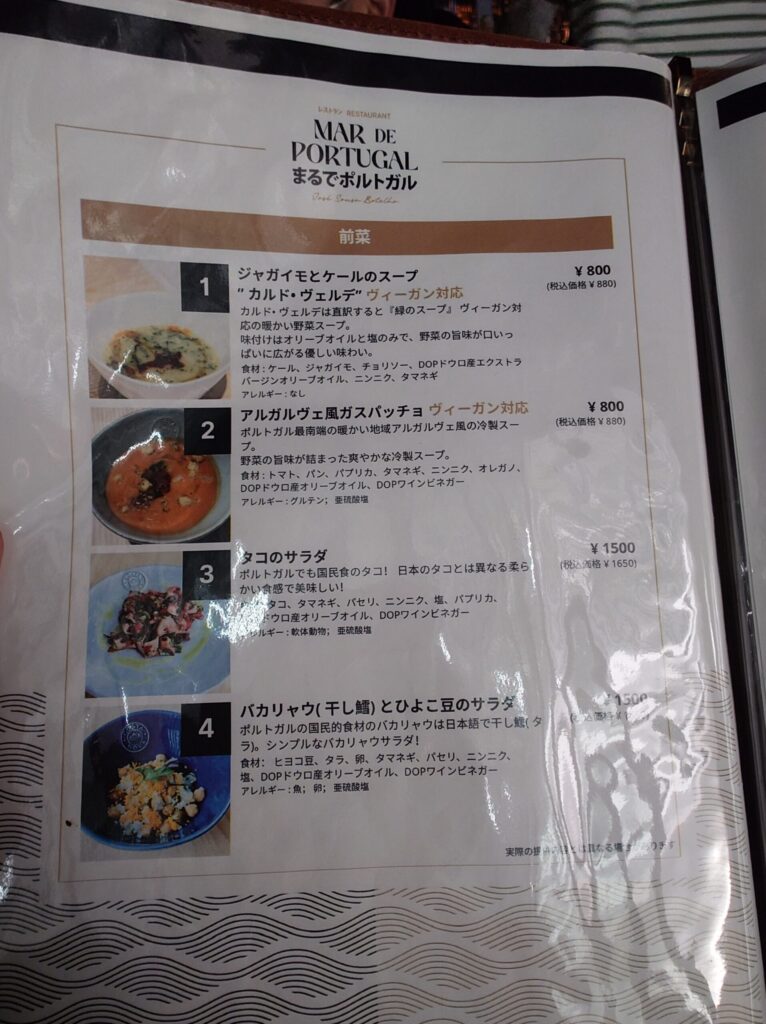 レストラン RESTAURANT
MAR DE
PORTUGAL
まるでポルトガル
José Sousa Botelho
前菜
1
ジャガイモとケールのスープ
¥ 800
" カルド・ヴェルデ" ヴィーガン対応
(税込価格 ¥ 880)
カルド・ヴェルデは直訳すると『緑のスープ』 ヴィーガン対
応の暖かい野菜スープ。
味付けはオリーブオイルと塩のみで、野菜の旨味が口いっ
ぱいに広がる優しい味わい。
食材 : ケール、ジャガイモ、チョリソー、DOPドウロ産エクストラ
バージンオリーブオイル、ニンニク、タマネギ
アレルギー : なし
2
アルガルヴェ風ガスパッチョ ヴィーガン対応
¥ 800
(税込価格 ¥ 880)
ポルトガル最南端の暖かい地域アルガルヴェ風の冷製スー
プ。
野菜の旨味が詰まった爽やかな冷製スープ。
食材 : トマト、パン、パプリカ、タマネギ、ニンニク、オレガノ、
DOPドウロ産オリーブオイル、DOPワインビネガー
アレルギー : グルテン; 亜硫酸塩
3
タコのサラダ
¥ 1500
(税込価格 ¥ 1650)
ポルトガルでも国民食のタコ! 日本のタコとは異なる柔ら
かい食感で美味しい!
タコ、タマネギ、パセリ、ニンニク、塩、パプリカ、
ドウロ産オリーブオイル、DOPワインビネガー
アレルギー : 軟体動物; 亜硫酸塩
4
バカリャウ( 干し鱈) とひよこ豆のサラダ
¥ 1500
(税込価格 ¥
ポルトガルの国民的食材のバカリャウは日本語で干し鱈( タ
ラ)。シンプルなバカリャウサラダ!
食材: ヒヨコ豆、タラ、卵、タマネギ、パセリ、ニンニク、
塩、DOPドウロ産オリーブオイル、DOPワインビネガー
アレルギー : 魚; 卵; 亜硫酸塩
実際の提 とは異なる場合があります